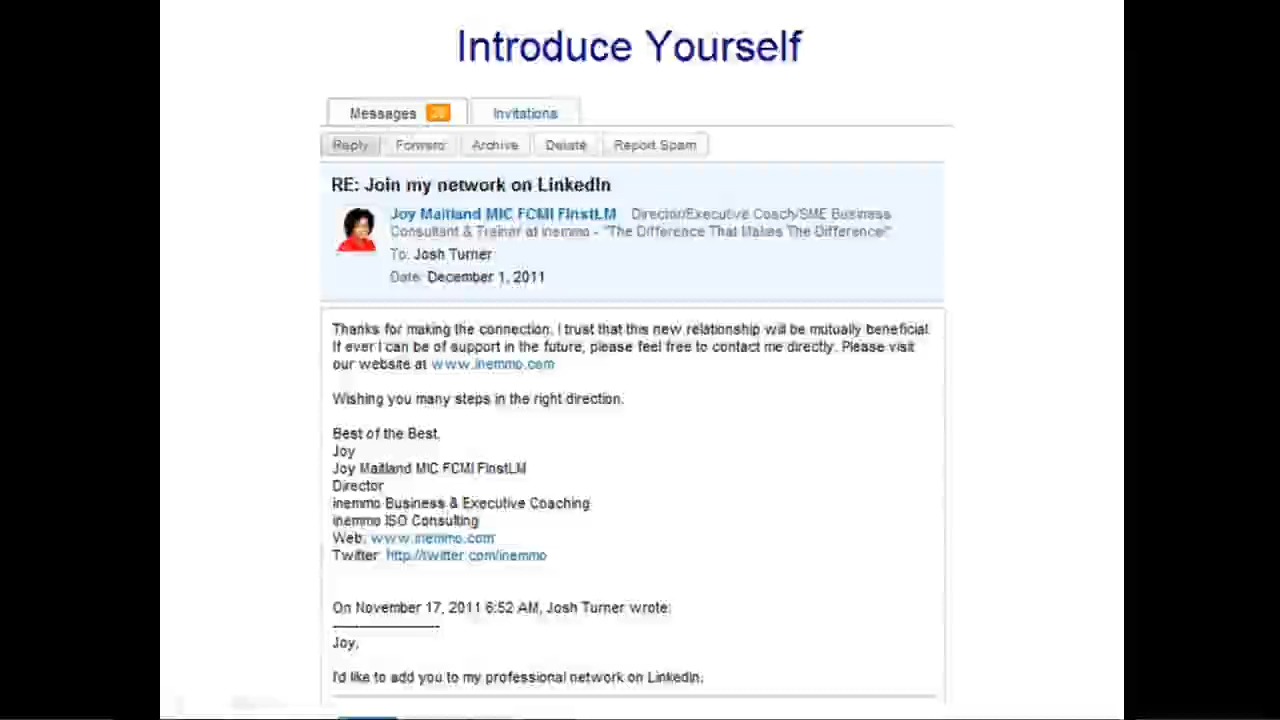 Introduce Yourself
Messages
Invitations
Reply Forward Archive Delete Report Spam
RE: Join my network on LinkedIn
Joy Maitland MIC FCMI FInstLM Director/Executive Coach/SME Business
Consultant & Trainer at inemmo - "The Difference That Makes The Difference!"
To: Josh Turner
Date: December 1, 2011
Thanks for making the connection. I trust that this new relationship will be mutually beneficial.
If ever I can be of support in the future, please feel free to contact me directly. Please visit
our website at www.inemmo.com
Wishing you many steps in the right direction.
Best of the Best,
Joy
Joy Maitland MIC FCMI FInstLM
Director
inemmo Business & Executive Coaching
inemmo ISO Consulting
Web: www.inemmo.com
Twitter: http://twitter.com/inemmo
On November 17, 2011 6:52 AM, Josh Turner wrote:
--------------------
Joy,
I'd like to add you to my professional network on LinkedIn.